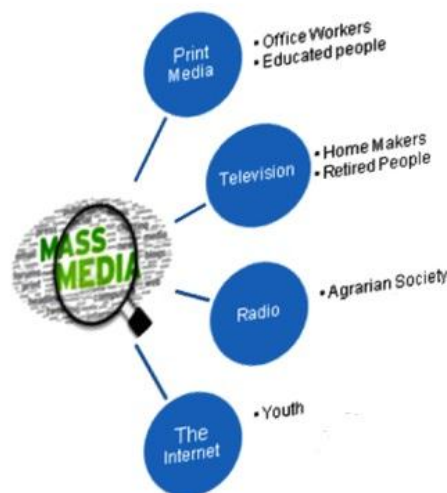 Print
Media
• Office Workers
• Educated people
Television
• Home Makers
• Retired People
MASS
MEDIA
Radio
• Agrarian Society
The
Internet
• Youth